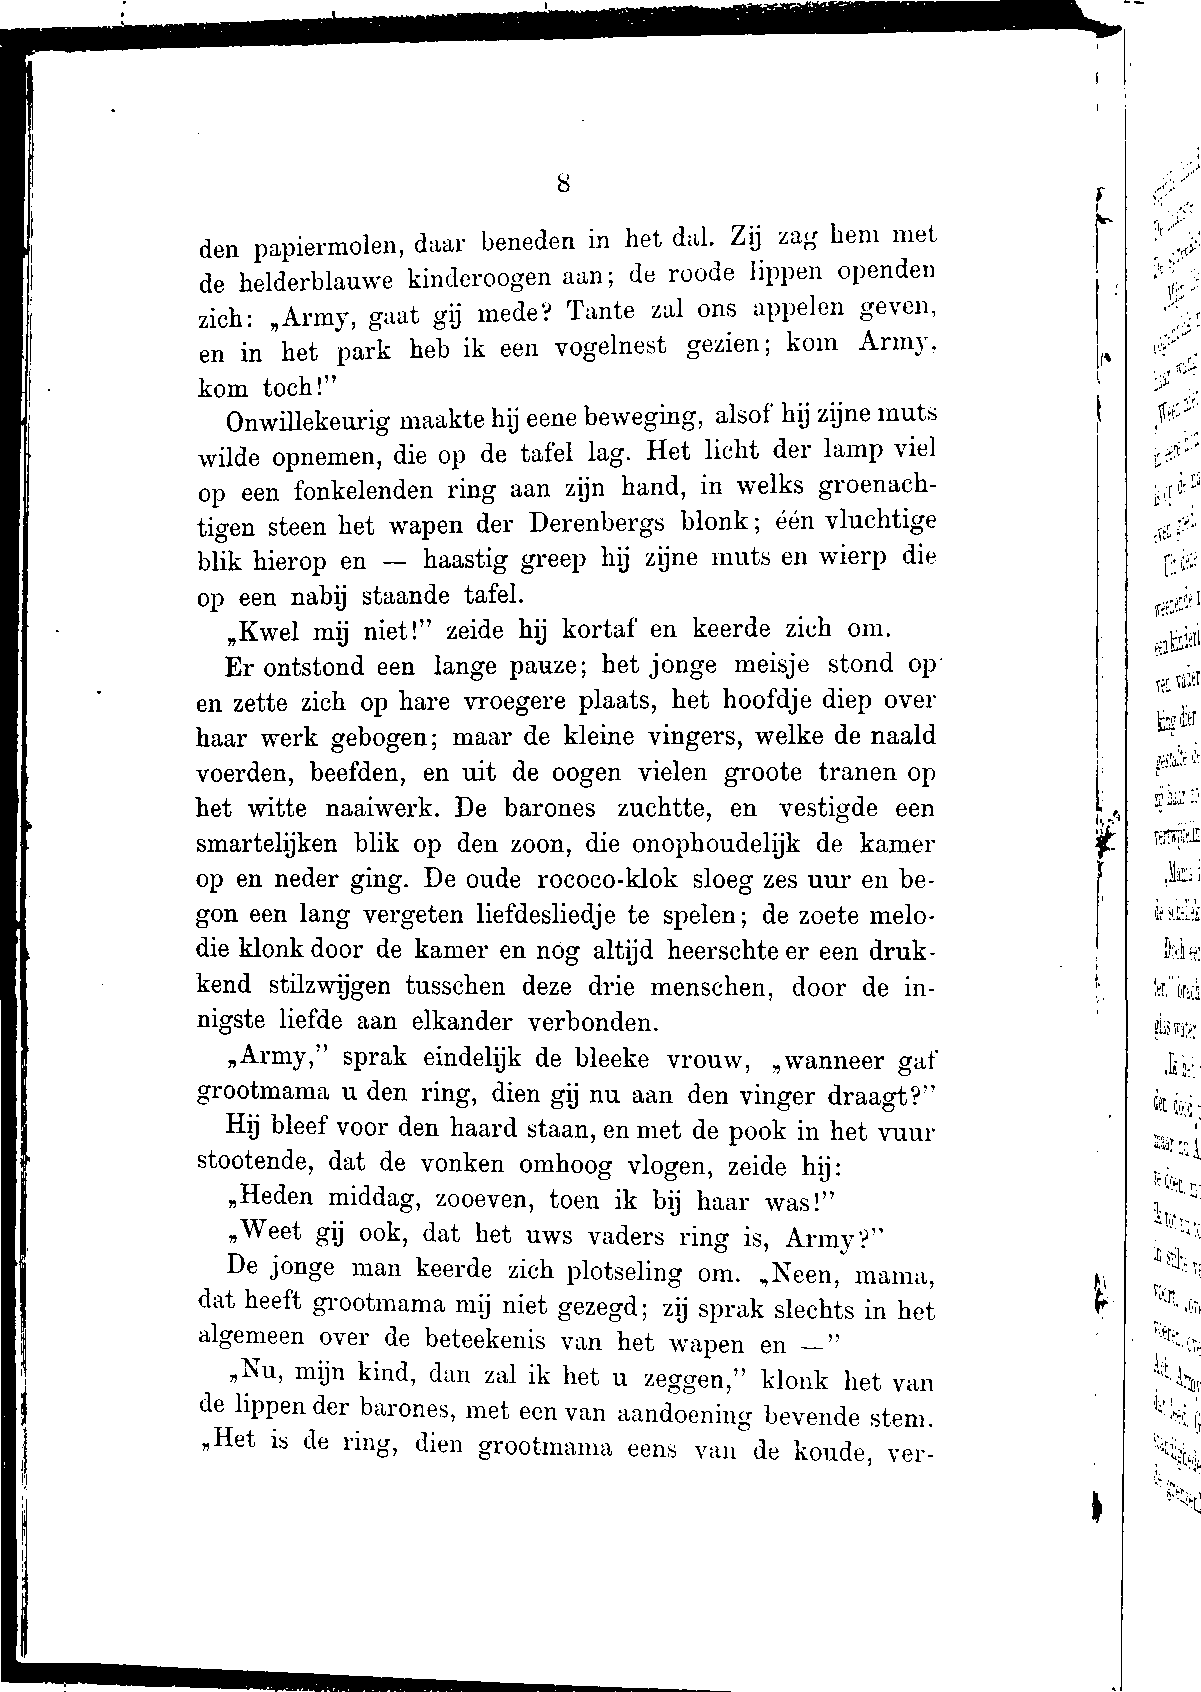 8
den papiermolen, daar beneden in het dal. Zij zag hem met
de helderblauwe kinderoogen aan; de roode lippen openden
zich: „Army, gaat gij mede? Tante zal ons appelen geven,
en in het park heb ik een vogelnest gezien; kom Army,
kom toch!”
Onwillekeurig maakte hij eene beweging, alsof hij zijne muts
wilde opnemen, die op de tafel lag. Het licht der lamp viel
op een fonkelenden ring aan zijn hand, in welks groenach-
tigen steen het wapen der Derenbergs blonk; één vluchtige
blik hierop en — haastig greep hij zijne muts en wierp die
op een nabij staande tafel.
„Kwel mij niet!” zeide hij kortaf en keerde zich om.
Er ontstond een lange pauze; het jonge meisje stond op
en zette zich op hare vroegere plaats, het hoofdje diep over
haar werk gebogen; maar de kleine vingers, welke de naald
voerden, beefden, en uit de oogen vielen groote tranen op
het witte naaiwerk. De barones zuchtte, en vestigde een
smartelijken blik op den zoon, die onophoudelijk de kamer
op en neder ging. De oude rococo-klok sloeg zes uur en be-
gon een lang vergeten liefdesliedje te spelen; de zoete melo-
die klonk door de kamer en nog altijd heerschte er een druk-
kend stilzwijgen tusschen deze drie menschen, door de in-
nigste liefde aan elkander verbonden.
„Army,” sprak eindelijk de bleeke vrouw, „wanneer gaf
grootmama u den ring, dien gij nu aan den vinger draagt?”
Hij bleef voor den haard staan, en met de pook in het vuur
stootende, dat de vonken omhoog vlogen, zeide hij:
„Heden middag, zooeven, toen ik bij haar was!”
„Weet gij ook, dat het uws vaders ring is, Army?”
De jonge man keerde zich plotseling om. „Neen, mama,
dat heeft grootmama mij niet gezegd; zij sprak slechts in het
algemeen over de beteekenis van het wapen en —”
„Nu, mijn kind, dan zal ik het u zeggen,” klonk het van
de lippen der barones, met een van aandoening bevende stem.
„Het is de ring, dien grootmama eens van de koude, ver-